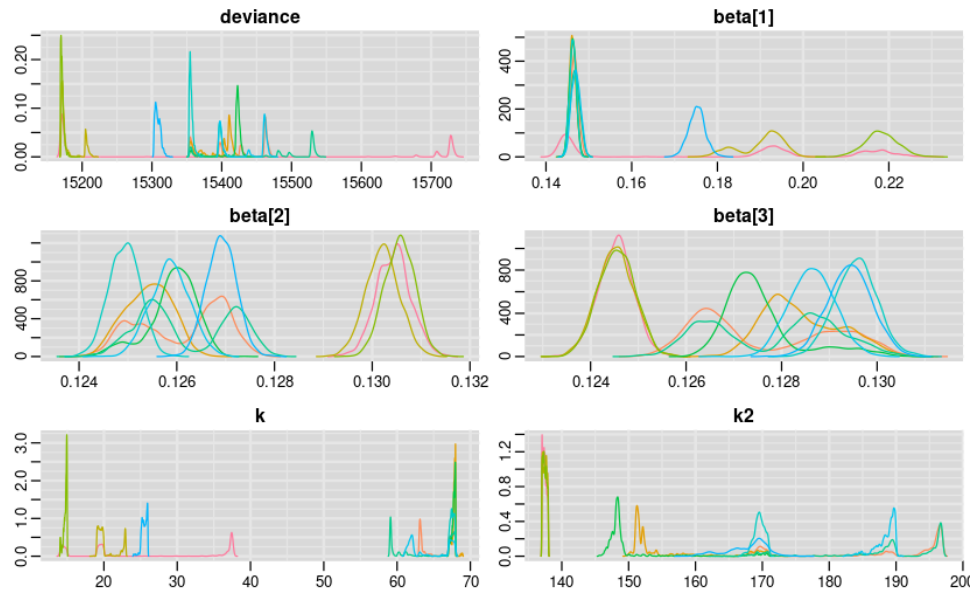 deviance
beta[1]
0.00 0.10 0.20
15200 15300 15400 15500 15600 15700
0 200 400
0.14 0.16 0.18 0.20 0.22
beta[2]
beta[3]
0 400 800
0.124 0.126 0.128 0.130 0.132
0 400 800
0.124 0.126 0.128 0.130
k
k2
0.0 1.0 2.0 3.0
20 30 40 50 60 70
0.0 0.4 0.8 1.2
140 150 160 170 180 190 200